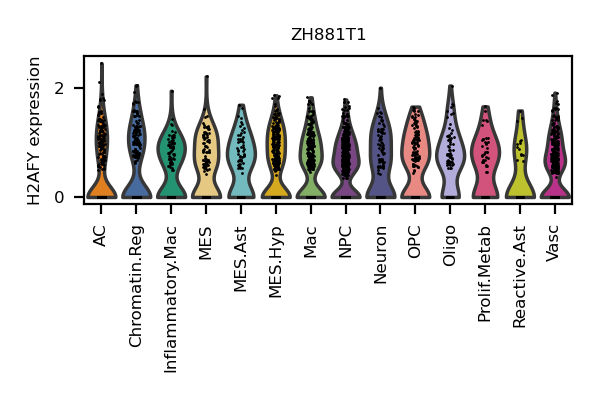 ZH881T1
H2AFY expression
2
0
AC
Chromatin.Reg
Inflammatory.Mac
MES
MES.Ast
MES.Hyp
Mac
NPC
Neuron
OPC
Oligo
Prolif.Metab
Reactive.Ast
Vasc